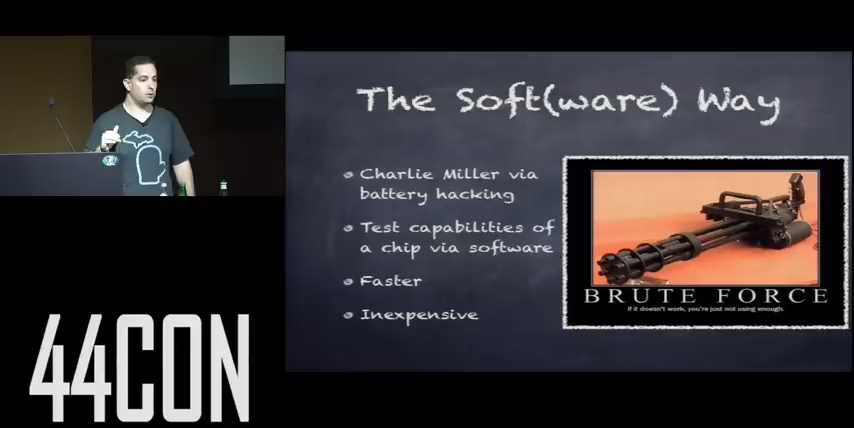 The Soft(ware) Way
Charlie Miller via
battery hacking
Test capabilities of
a chip via software
Faster
Inexpensive
BRUTE FORCE
If it doesn't work, you're just not using enough.
44CON